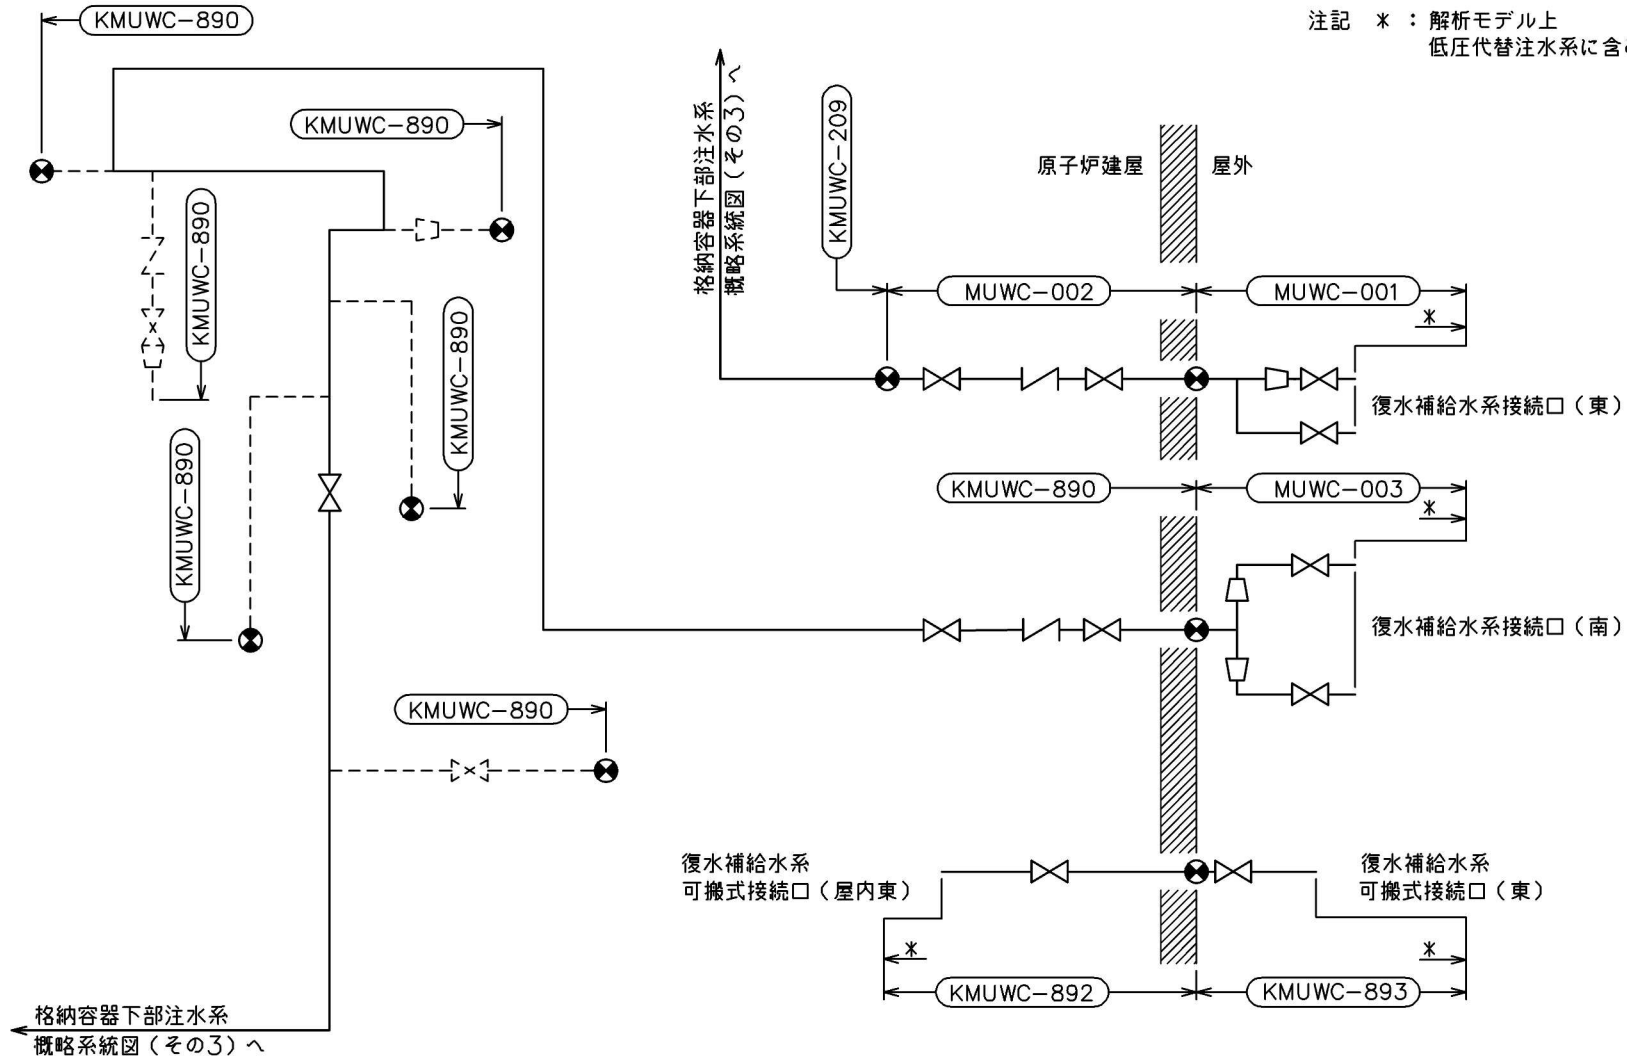 KMUWC-890
注記 * : 解析モデル上
低圧代替注水系に含
KMUWC-890
格納容器下部注水系
概略系統図(その3)へ
KMUWC-209
原子炉建屋
屋外
KMUWC-890
MUWC-002
MUWC-001
*
KMUWC-890
復水補給水系接続口(東)
KMUWC-890
KMUWC-890
MUWC-003
*
復水補給水系接続口(南)
KMUWC-890
復水補給水系
可搬式接続口(屋内東)
復水補給水系
可搬式接続口(東)
*
*
KMUWC-892
KMUWC-893
格納容器下部注水系
概略系統図(その3)へ